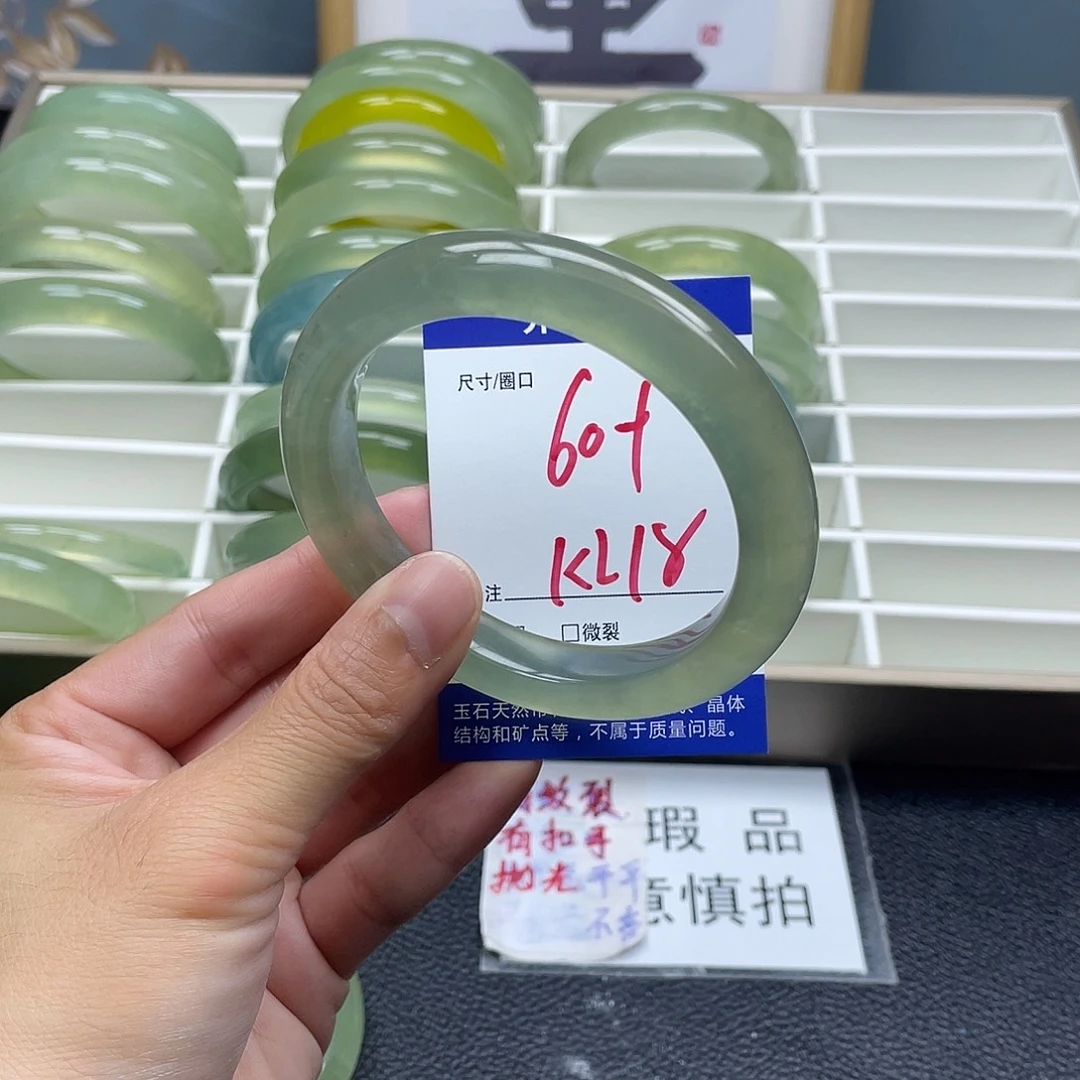 尺寸/圈口
60+
KL18
注
微裂
玉石天然
晶体
结构和矿点等，不属于质量问题。
纹裂
有扣手
抛光
瑕 品
意慎拍